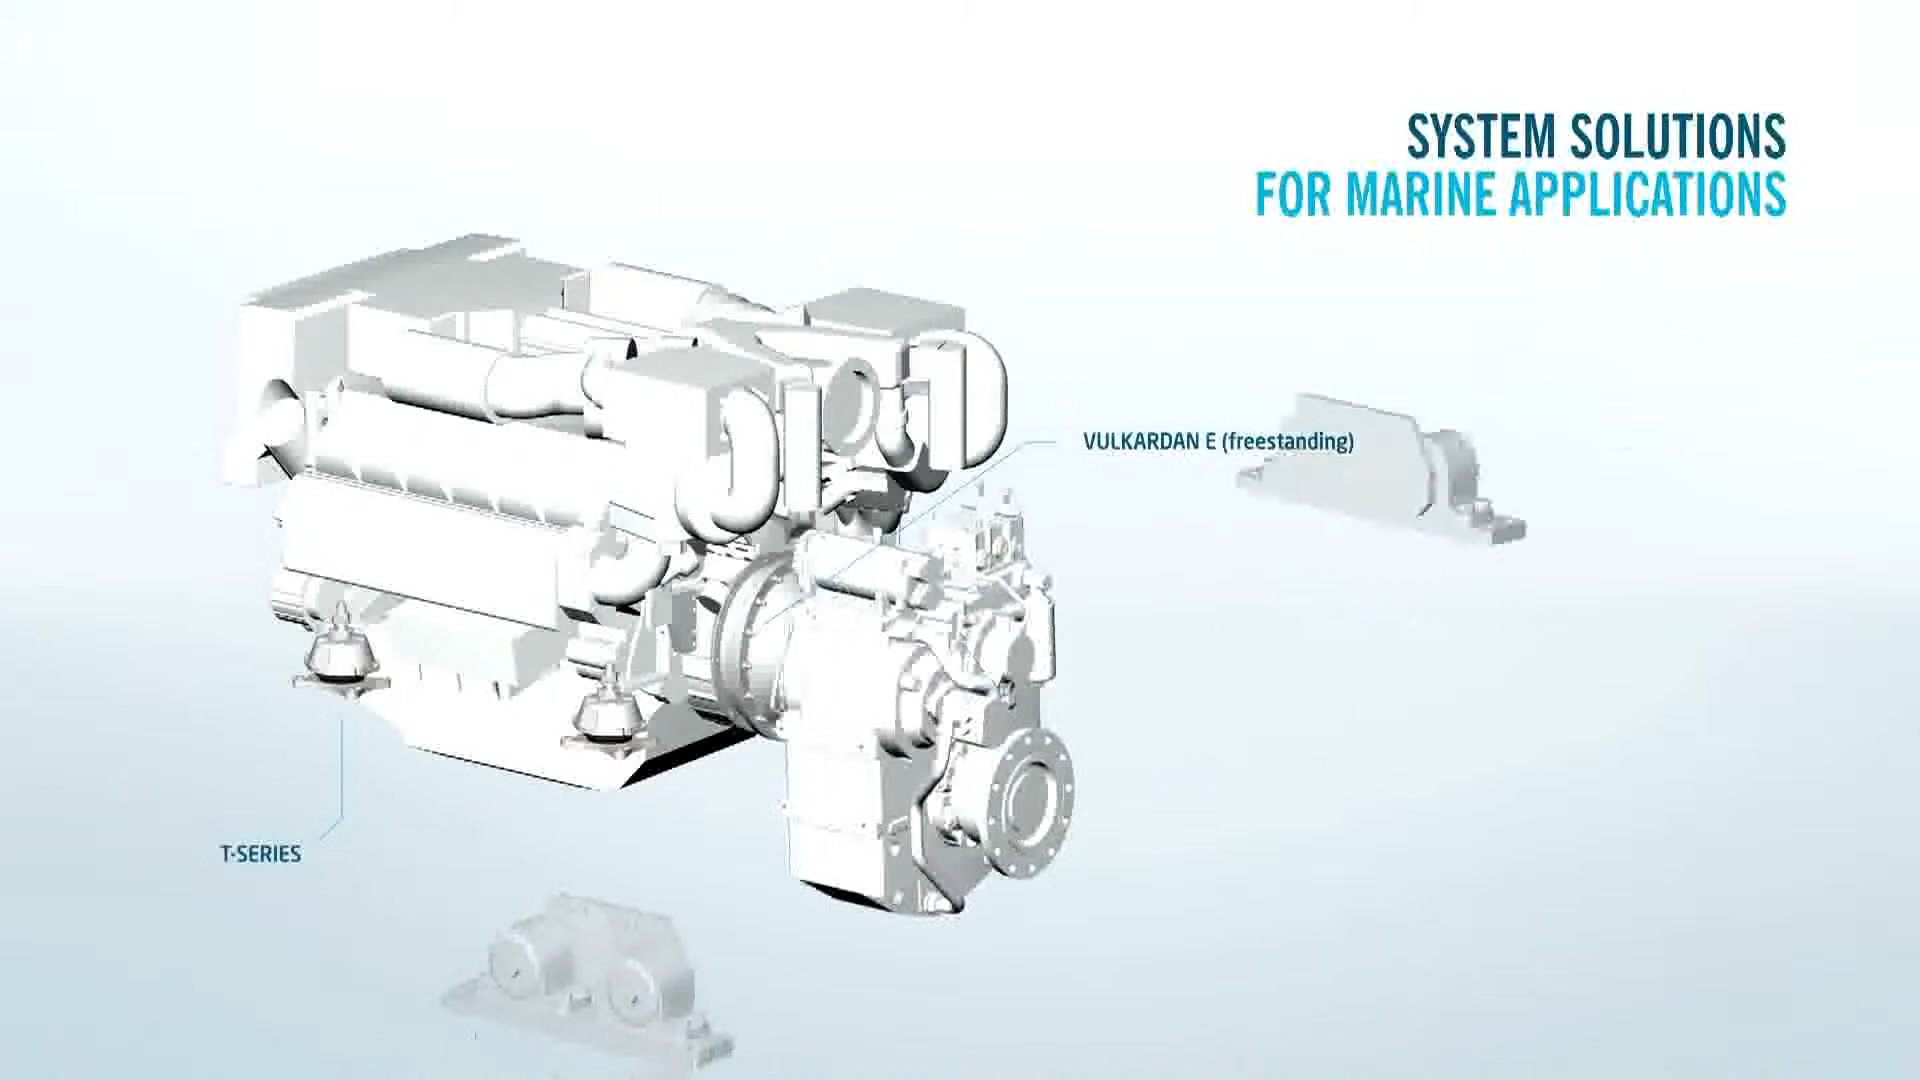 SYSTEM SOLUTIONS
FOR MARINE APPLICATIONS
VULKARDAN E (freestanding)
T-SERIES